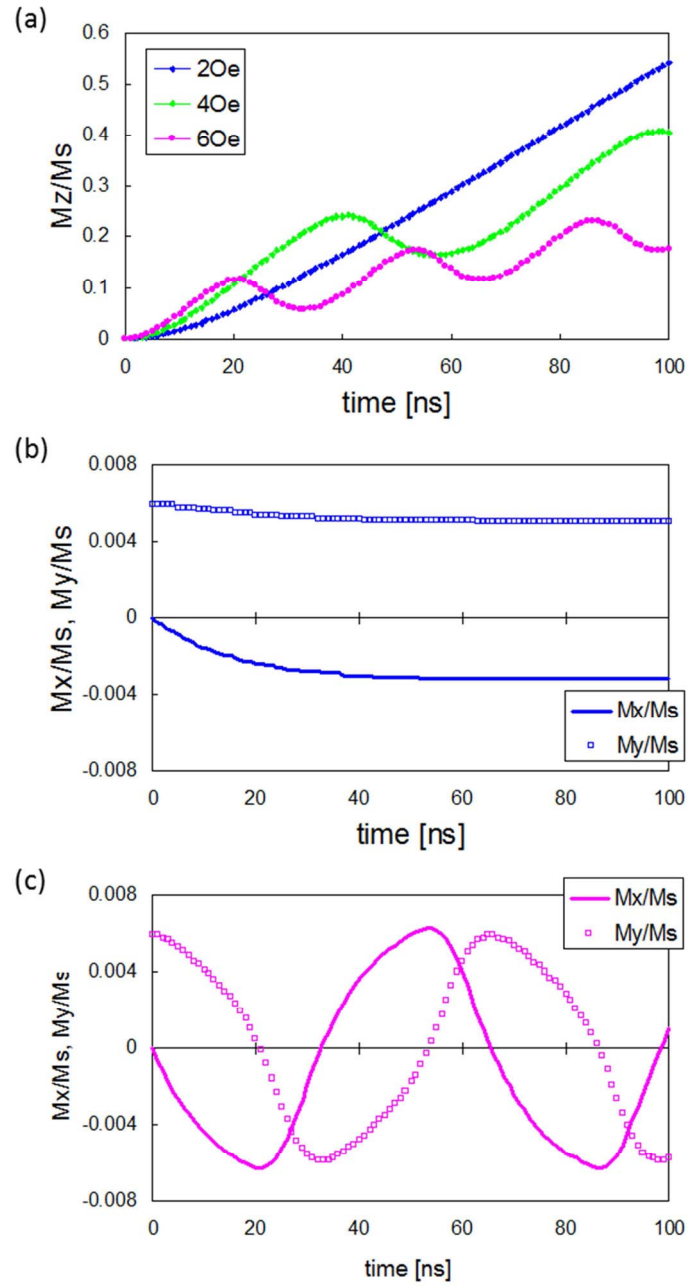 (a)
0.6
0.5
0.4
0.3
0.2
0.1
0
Mz/Ms
2Oe
4Oe
6Oe
0 20 40 60 80 100
time [ns]
(b)
0.008
0.004
0
-0.004
-0.008
Mx/Ms, My/Ms
Mx/Ms
My/Ms
0 20 40 60 80 100
time [ns]
(c)
0.008
0.004
0
-0.004
-0.008
Mx/Ms, My/Ms
Mx/Ms
My/Ms
0 20 40 60 80 100
time [ns]